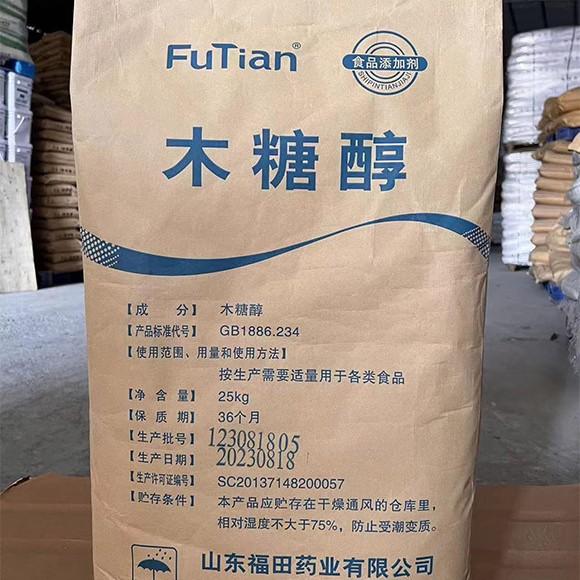 FuTian®
食品添加剂
SHIPINTIANJIAJI
木糖醇
【成 分】 木糖醇
【产品标准代号】 GB1886.234
【使用范围、用量和使用方法】
按生产需要适量用于各类食品
【净 含 量】 25kg
【保 质 期】 36个月
【生产批号】 123081805
【生产日期】 20230818
【生产许可证编号】 SC20137148200057
【贮存条件】 本产品应贮存在干燥通风的仓库里，
相对湿度不大于75%，防止受潮变质。
山东福田药业有限公司